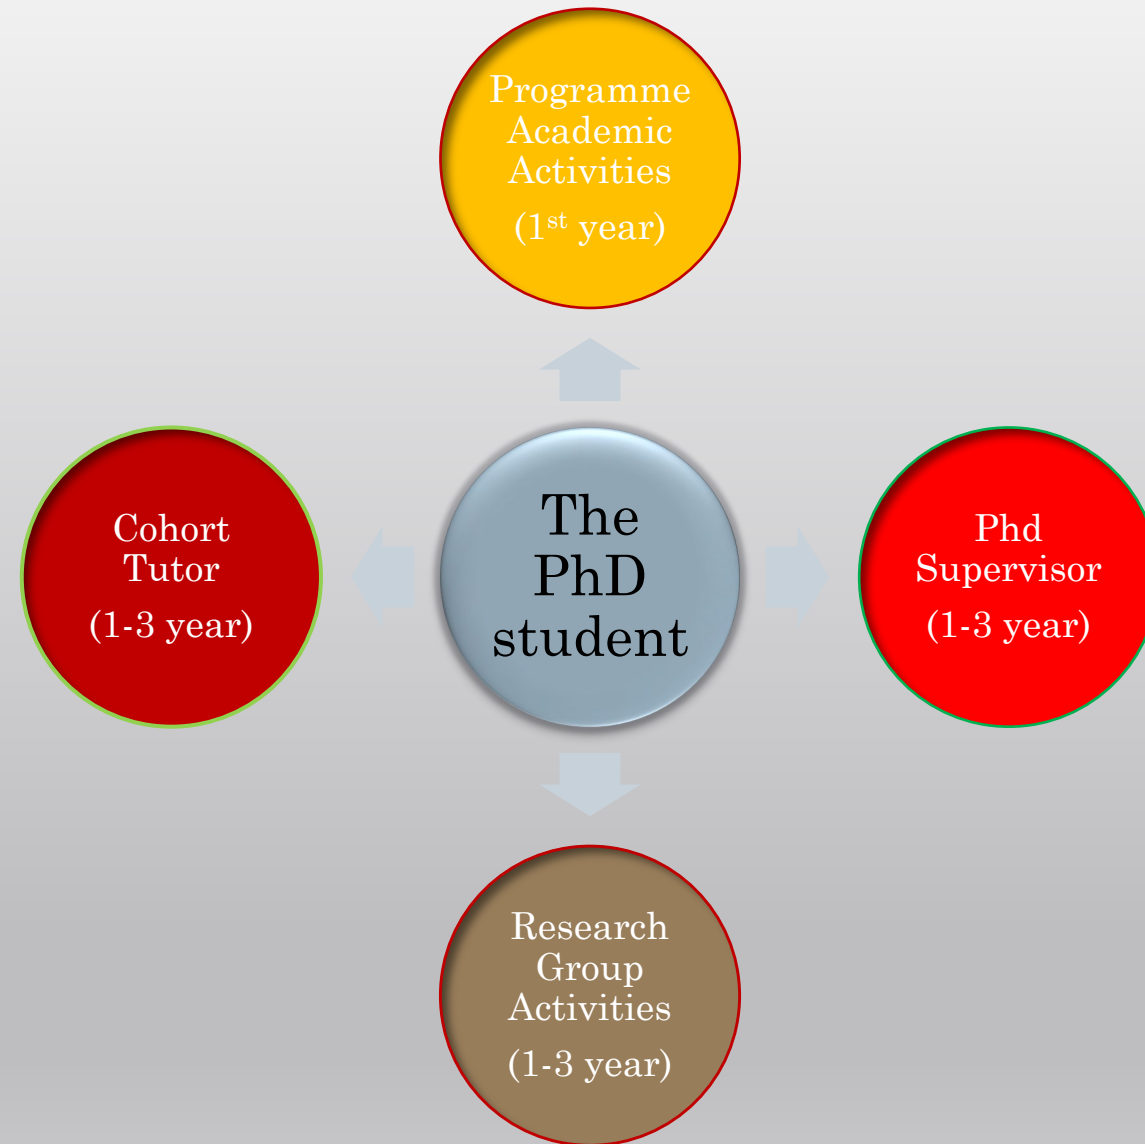 Programme
Academic
Activities
(1st year)
Cohort
Tutor
(1-3 year)
The
PhD
student
Phd
Supervisor
(1-3 year)
Research
Group
Activities
(1-3 year)